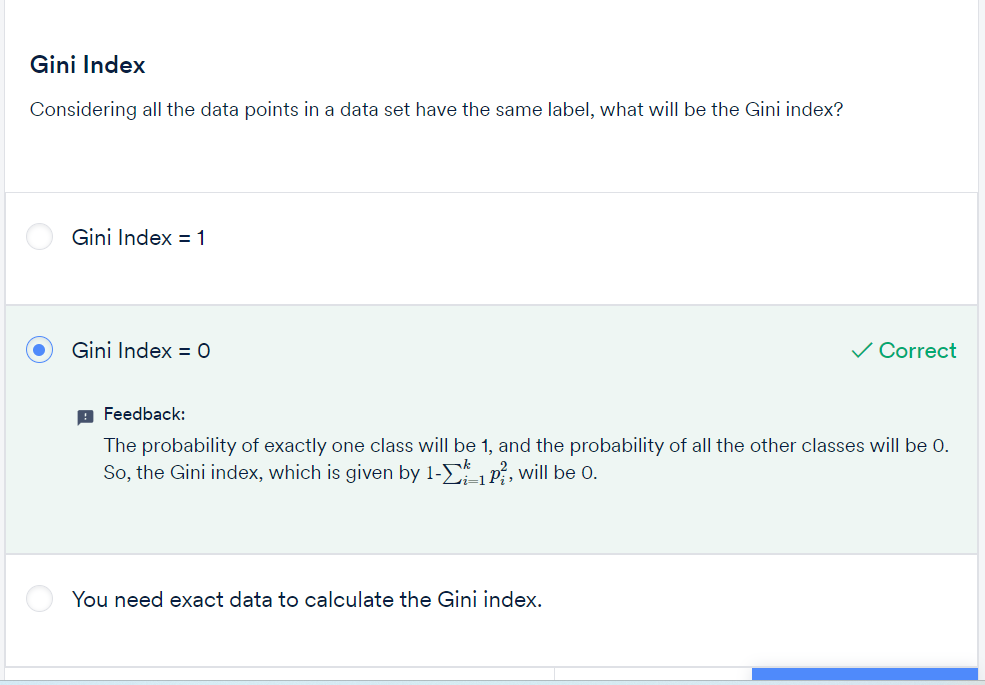 Gini Index
Considering all the data points in a data set have the same label, what will be the Gini index?
Gini Index = 1
Gini Index = 0
✓ Correct
Feedback:
The probability of exactly one class will be 1, and the probability of all the other classes will be 0.
So, the Gini index, which is given by 1-∑_{i=1}^{k} p_i^2, will be 0.
You need exact data to calculate the Gini index.